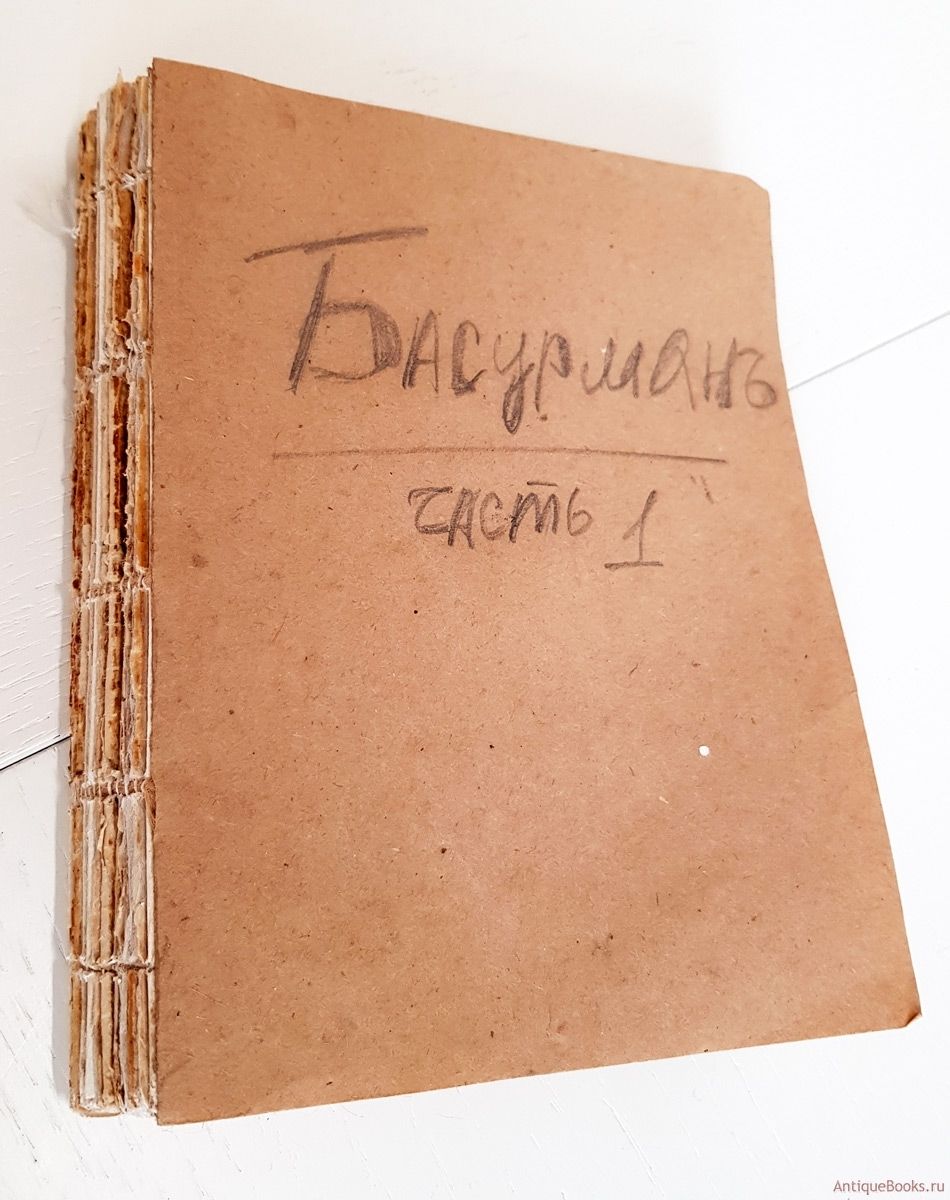 Басурманъ
часть 1
AntiqueBooks.ru